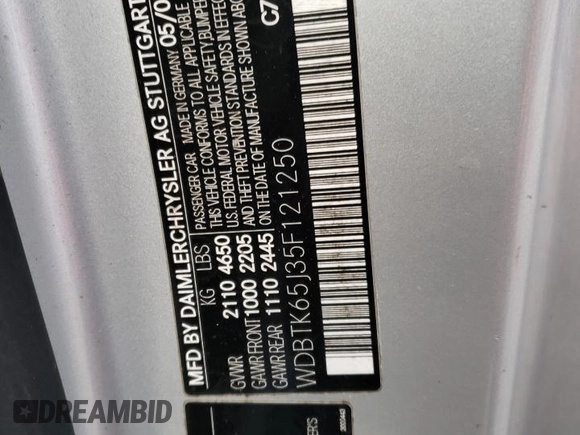 MFD BY DAIMLERCHRYSLER AG STUTTGART
05/0
KG LBS
PASSENGER CAR MADE IN GERMANY
GVWR 2110 4650
THIS VEHICLE CONFORMS TO ALL APPLICABLE
GAWR FRONT 1000 2205
U.S. FEDERAL MOTOR VEHICLE SAFETY BUMPER
AND THEFT PREVENTION STANDARDS IN EFFEC
GAWR REAR 1110 2445
ON THE DATE OF MANUFACTURE SHOWN ABO
WDBTK65J35F121250
C7
ER'S
DREAMBID